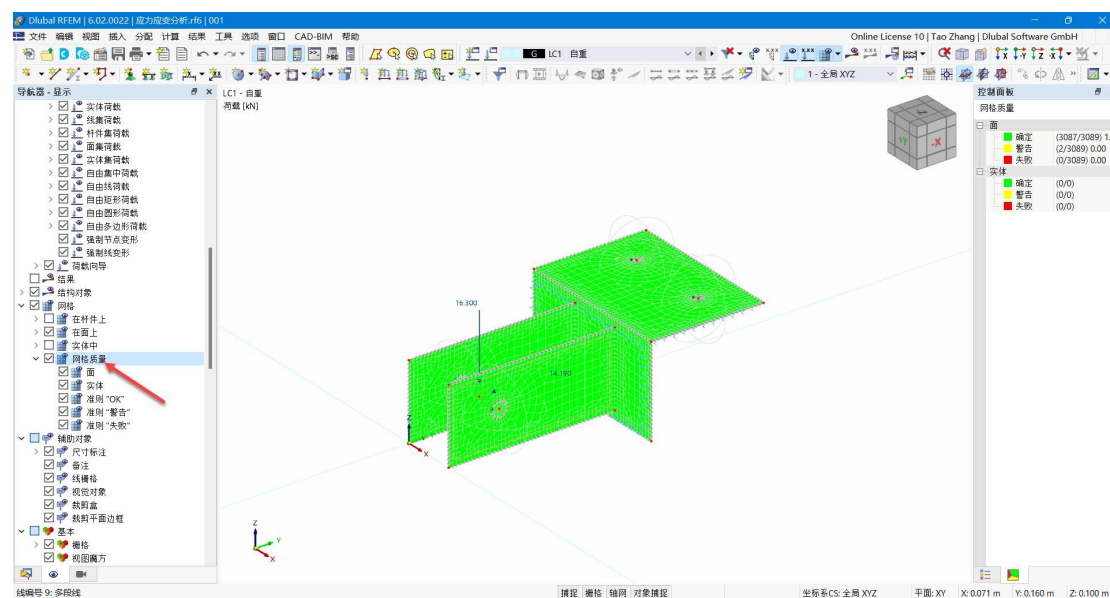 Dlubal RFEM | 6.02.0022 | 应力应变分析.rf6 | 001
文件 编辑 视图 插入 分配 计算 结果 工具 选项 窗口 CAD-BIM 帮助
Online License 10 | Tao Zhang | Dlubal Software GmbH
G LC1 自重
1 - 全局 XYZ
导航器 - 显示
实体荷载
线集荷载
杆件集荷载
面集荷载
实体集荷载
自由集中荷载
自由线荷载
自由矩形荷载
自由圆形荷载
自由多边形荷载
强制节点变形
强制线变形
荷载向导
结果
结构对象
网格
在杆件上
在面上
实体中
网格质量
面
实体
准则 "OK"
准则 "警告"
准则 "失败"
辅助对象
尺寸标注
备注
线栅格
视觉对象
裁剪盒
裁剪平面边框
基本
栅格
视图魔方
LC1 - 自重
荷载 [kN]
16.300
14.190
Z
X
Z
Y
X
+Y
-X
控制面板
网格质量
面
确定 (3087/3089) 1.
警告 (2/3089) 0.00
失败 (0/3089) 0.00
实体
确定 (0/0)
警告 (0/0)
失败 (0/0)
线编号 9: 多段线
捕捉 栅格 轴网 对象捕捉
坐标系CS: 全局 XYZ
平面: XY
X: 0.071 m Y: 0.160 m Z: 0.100 m